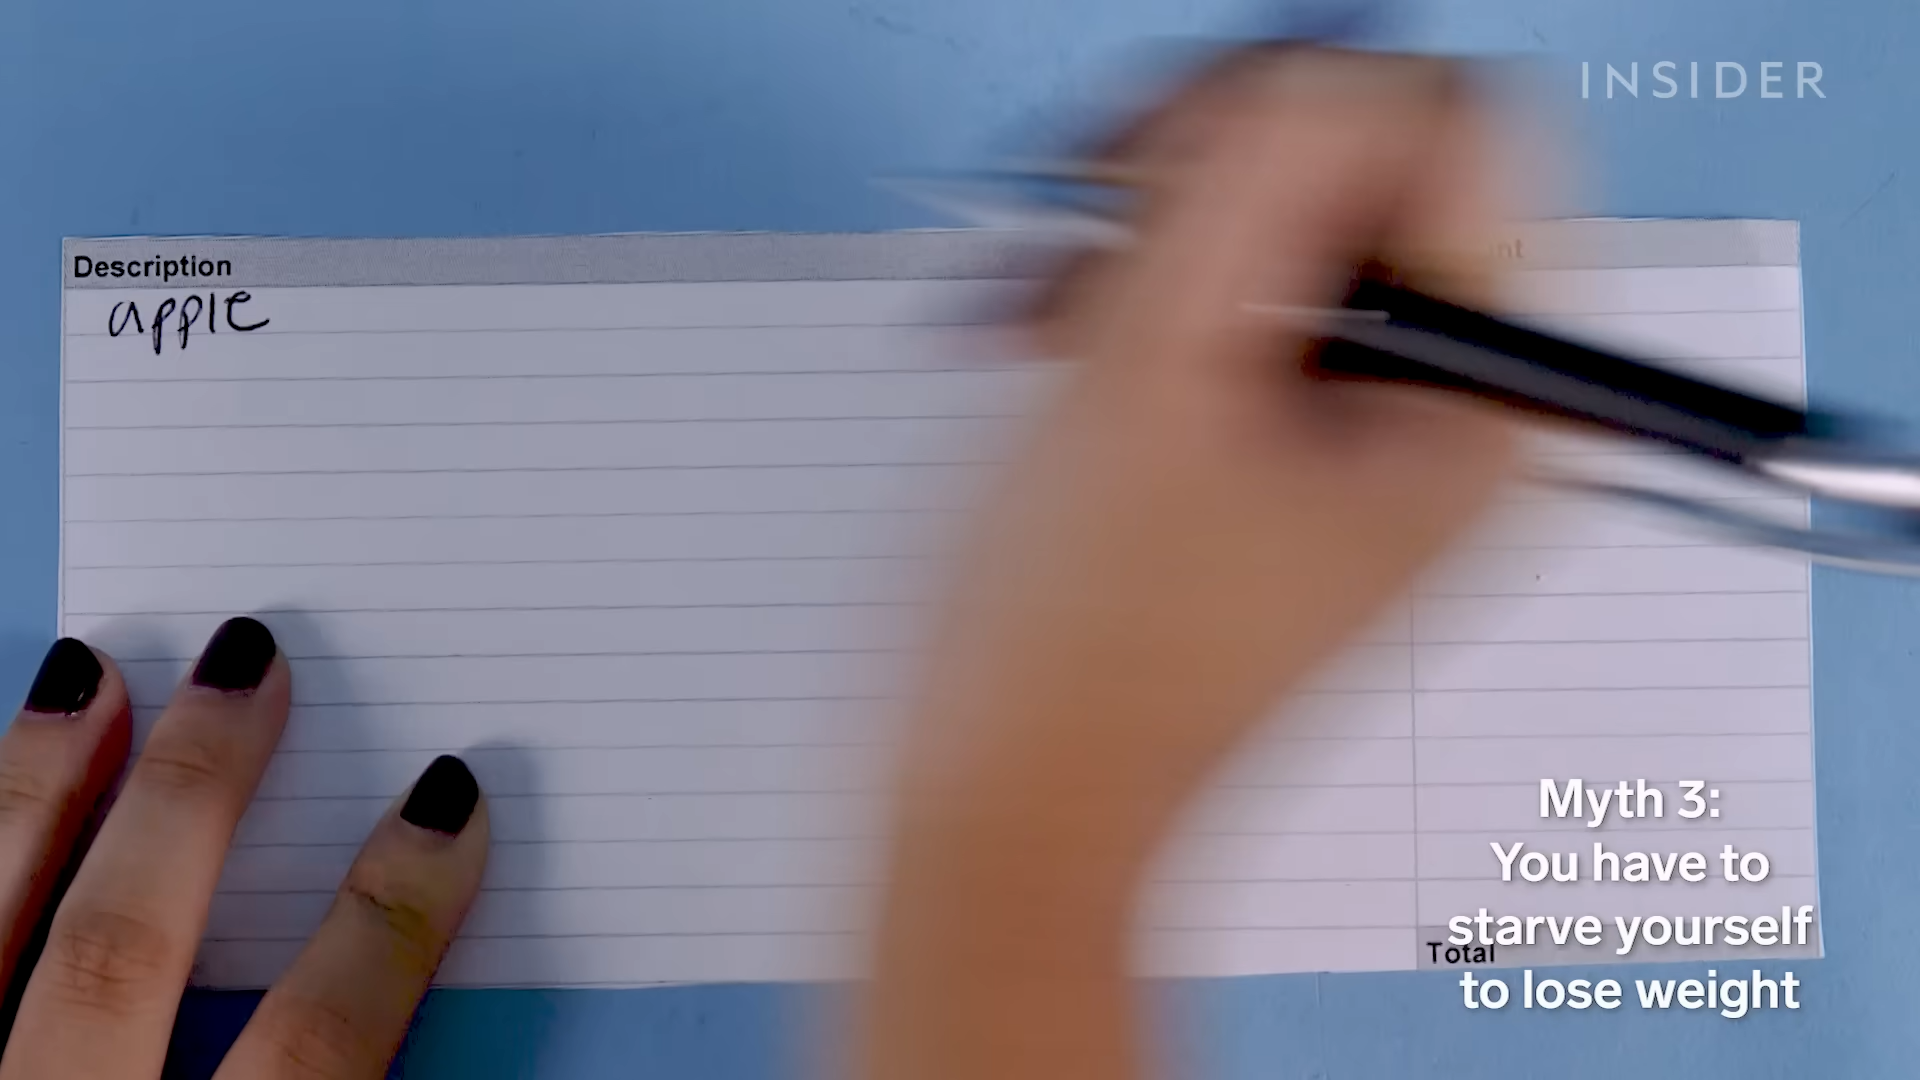 INSIDER
Description
apple
Total
Myth 3:
You have to
starve yourself
to lose weight